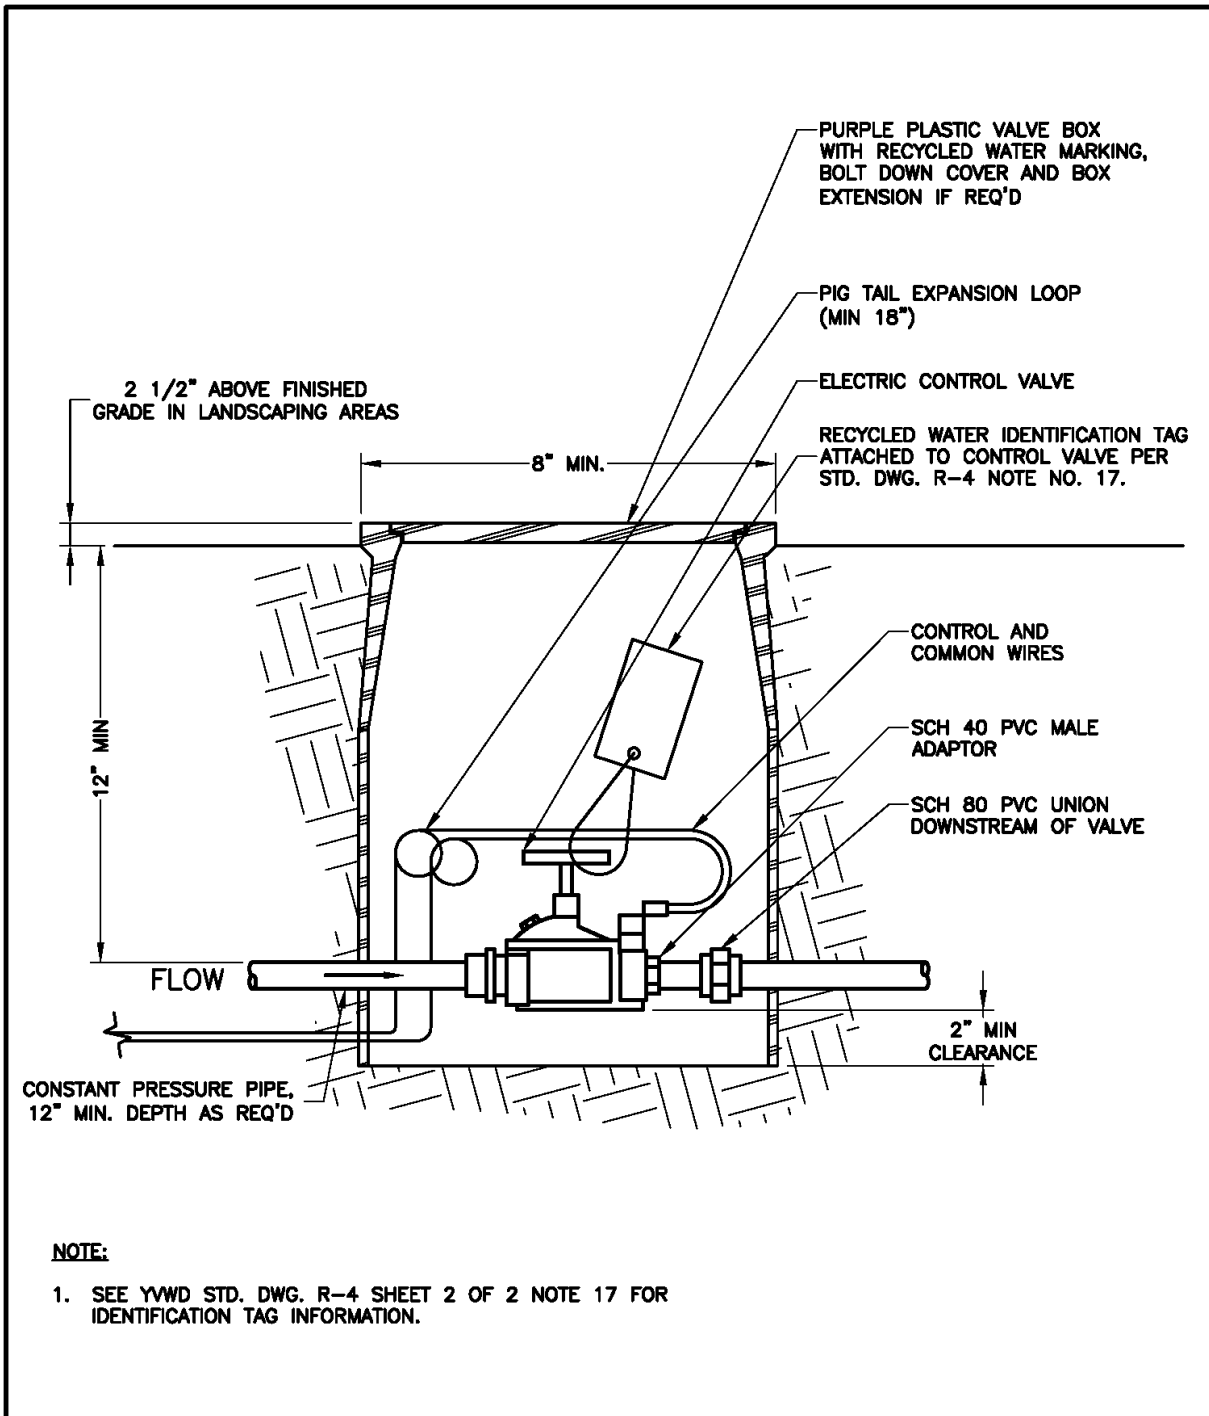 PURPLE PLASTIC VALVE BOX
WITH RECYCLED WATER MARKING,
BOLT DOWN COVER AND BOX
EXTENSION IF REQ'D
PIG TAIL EXPANSION LOOP
(MIN 18")
ELECTRIC CONTROL VALVE
2 1/2" ABOVE FINISHED
GRADE IN LANDSCAPING AREAS
RECYCLED WATER IDENTIFICATION TAG
ATTACHED TO CONTROL VALVE PER
STD. DWG. R-4 NOTE NO. 17.
8" MIN.
CONTROL AND
COMMON WIRES
12" MIN
SCH 40 PVC MALE
ADAPTOR
SCH 80 PVC UNION
DOWNSTREAM OF VALVE
FLOW
2" MIN
CLEARANCE
CONSTANT PRESSURE PIPE,
12" MIN. DEPTH AS REQ'D
NOTE:
1. SEE YVWD STD. DWG. R-4 SHEET 2 OF 2 NOTE 17 FOR
IDENTIFICATION TAG INFORMATION.